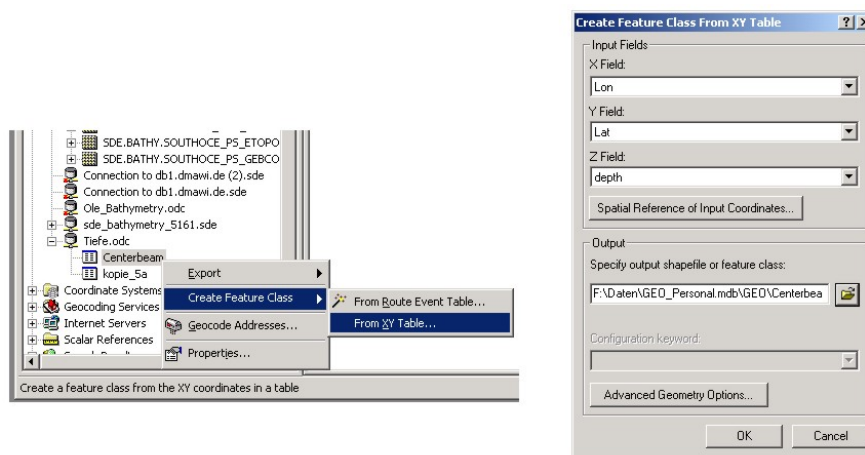 SDE.BATHY.SOUTHOCE_PS_ETOPO
SDE.BATHY.SOUTHOCE_PS_GEBCO
Connection to db1.dmawi.de (2).sde
Connection to db1.dmawi.de.sde
Ole_Bathymetry.odc
sde_bathymetry_5161.sde
Tiefe.odc
Centerbeam
kopie_5a
Coordinate Systems
Geocoding Services
Internet Servers
Scalar References
Export
Create Feature Class
Geocode Addresses...
Properties...
From Route Event Table...
From XY Table...
Create a feature class from the XY coordinates in a table
Create Feature Class From XY Table
Input Fields
X Field:
Lon
Y Field:
Lat
Z Field:
depth
Spatial Reference of Input Coordinates...
Output
Specify output shapefile or feature class:
F:\Daten\GEO_Personal.mdb\GEO\Centerbea
Configuration keyword:
Advanced Geometry Options...
OK
Cancel